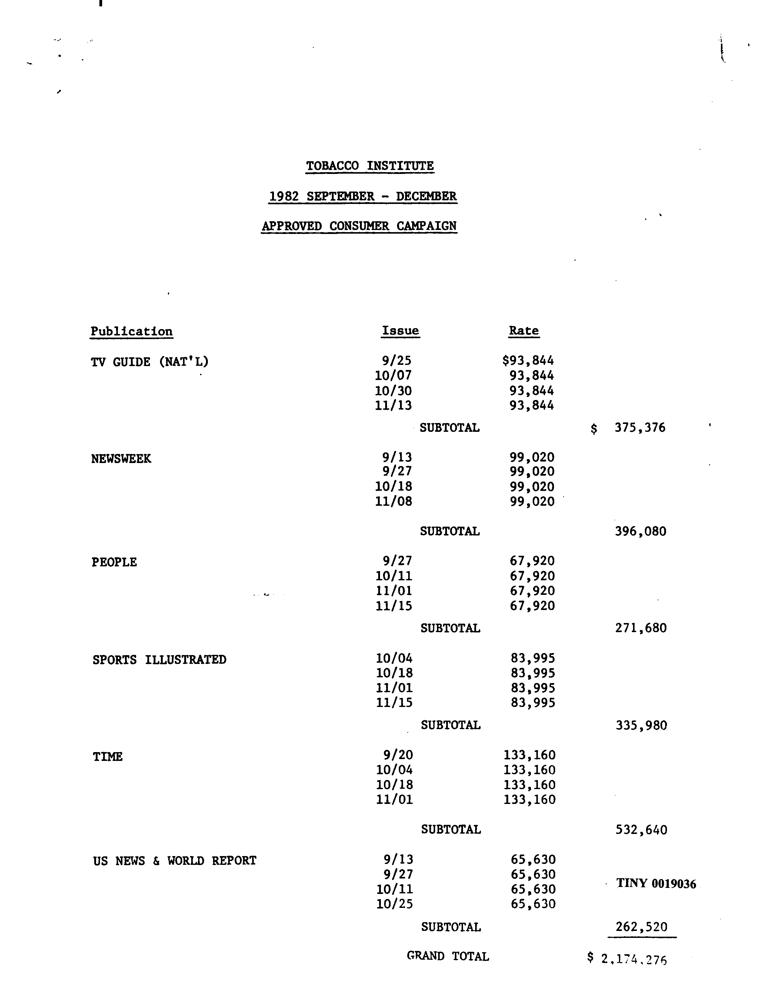 TOBACCO INSTITUTE
1982 SEPTEMBER - DECEMBER
APPROVED CONSUMER CAMPAIGN
Publication Issue Rate
TV GUIDE (NAT'L) 9/25 $93,844
10/07 93,844
10/30 93,844
11/13 93,844
SUBTOTAL $ 375,376
NEWSWEEK 9/13 99,020
9/27 99,020
10/18 99,020
11/08 99,020
SUBTOTAL 396,080
PEOPLE 9/27 67,920
10/11 67,920
11/01 67,920
11/15 67,920
SUBTOTAL 271,680
SPORTS ILLUSTRATED 10/04 83,995
10/18 83,995
11/01 83,995
11/15 83,995
SUBTOTAL 335,980
TIME 9/20 133,160
10/04 133,160
10/18 133,160
11/01 133,160
SUBTOTAL 532,640
US NEWS & WORLD REPORT 9/13 65,630
9/27 65,630
10/11 65,630
10/25 65,630
TINY 0019036
SUBTOTAL 262,520
GRAND TOTAL $ 2,174,276